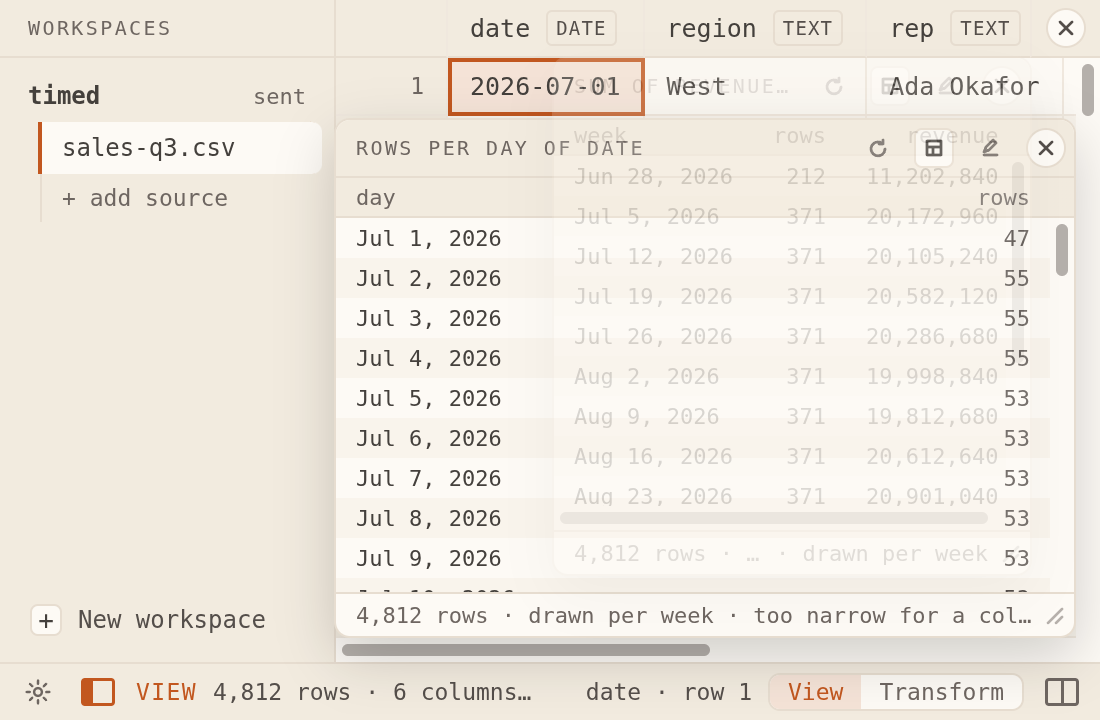 WORKSPACES
date DATE region TEXT rep TEXT
timed sent
1 2026-07-01 West Ada Okafor
sales-q3.csv
+ add source
ROWS PER DAY OF DATE
day rows
Jul 1, 2026 47
Jul 2, 2026 55
Jul 3, 2026 55
Jul 4, 2026 55
Jul 5, 2026 53
Jul 6, 2026 53
Jul 7, 2026 53
Jul 8, 2026 53
Jul 9, 2026 53
4,812 rows · drawn per week · too narrow for a col…
week rows revenue
Jun 28, 2026 212 11,202,840
Jul 5, 2026 371 20,172,960
Jul 12, 2026 371 20,105,240
Jul 19, 2026 371 20,582,120
Jul 26, 2026 371 20,286,680
Aug 2, 2026 371 19,998,840
Aug 9, 2026 371 19,812,680
Aug 16, 2026 371 20,612,640
Aug 23, 2026 371 20,901,040
4,812 rows · … · drawn per week
+ New workspace
VIEW 4,812 rows · 6 columns… date · row 1 View Transform